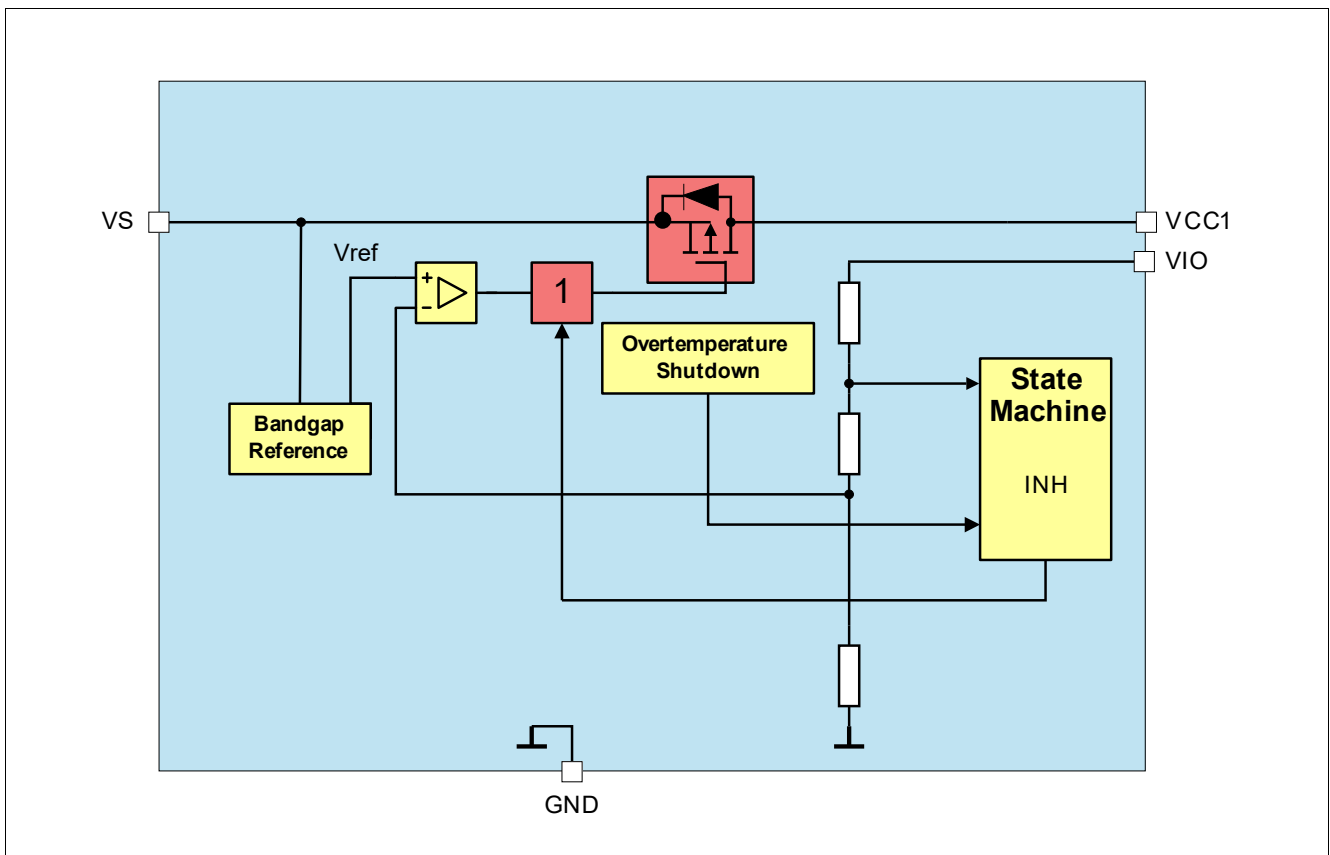 VS
VCC1
VIO
Vref
+
-
1
Overtemperature
Shutdown
State
Machine
INH
Bandgap
Reference
GND